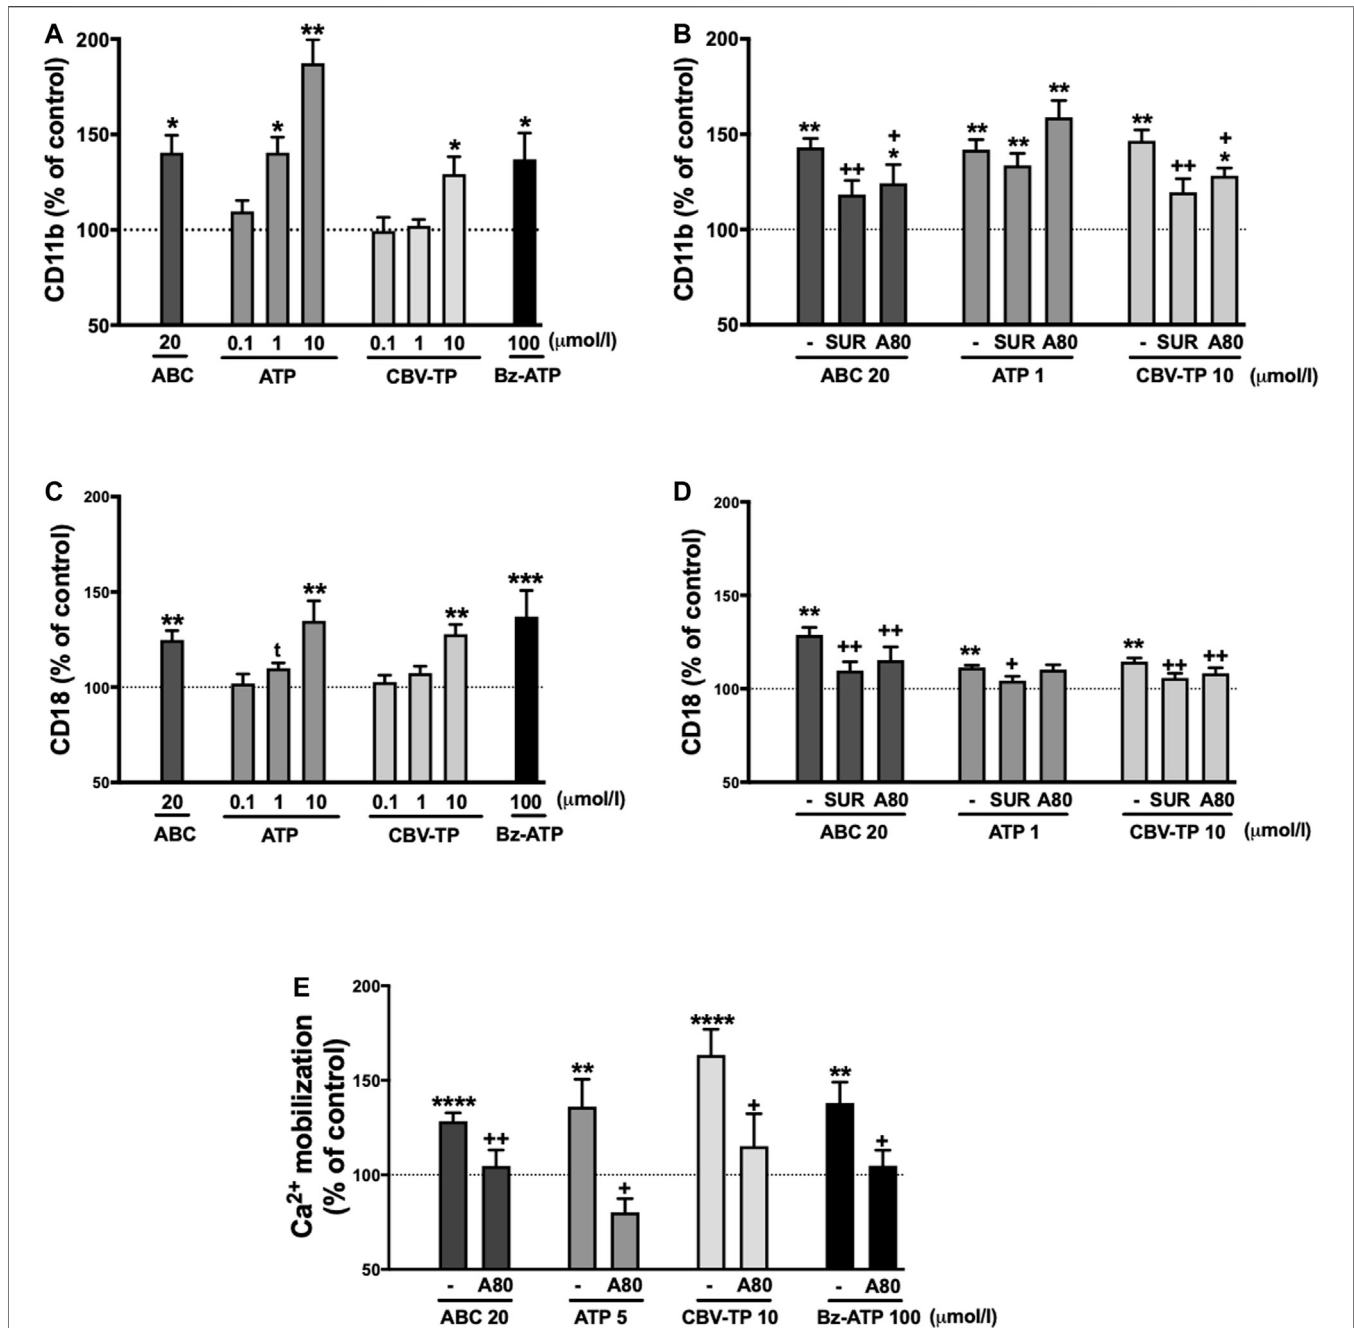 A
CD11b (% of control)
200
150
100
50
* * ** * *
20 0.1 1 10 0.1 1 10 100 (μmol/l)
ABC ATP CBV-TP Bz-ATP
B
CD11b (% of control)
200
150
100
50
** ++ + * ** ** ** ** ++ + *
- SUR A80 - SUR A80 - SUR A80
ABC 20 ATP 1 CBV-TP 10 (μmol/l)
C
CD18 (% of control)
200
150
100
50
** t ** ** ***
20 0.1 1 10 0.1 1 10 100 (μmol/l)
ABC ATP CBV-TP Bz-ATP
D
CD18 (% of control)
200
150
100
50
** ++ ++ ** + ** ++ ++
- SUR A80 - SUR A80 - SUR A80
ABC 20 ATP 1 CBV-TP 10 (μmol/l)
E
Ca2+ mobilization
(% of control)
200
150
100
50
**** ++ ** + **** + ** +
- A80 - A80 - A80 - A80
ABC 20 ATP 5 CBV-TP 10 Bz-ATP 100 (μmol/l)